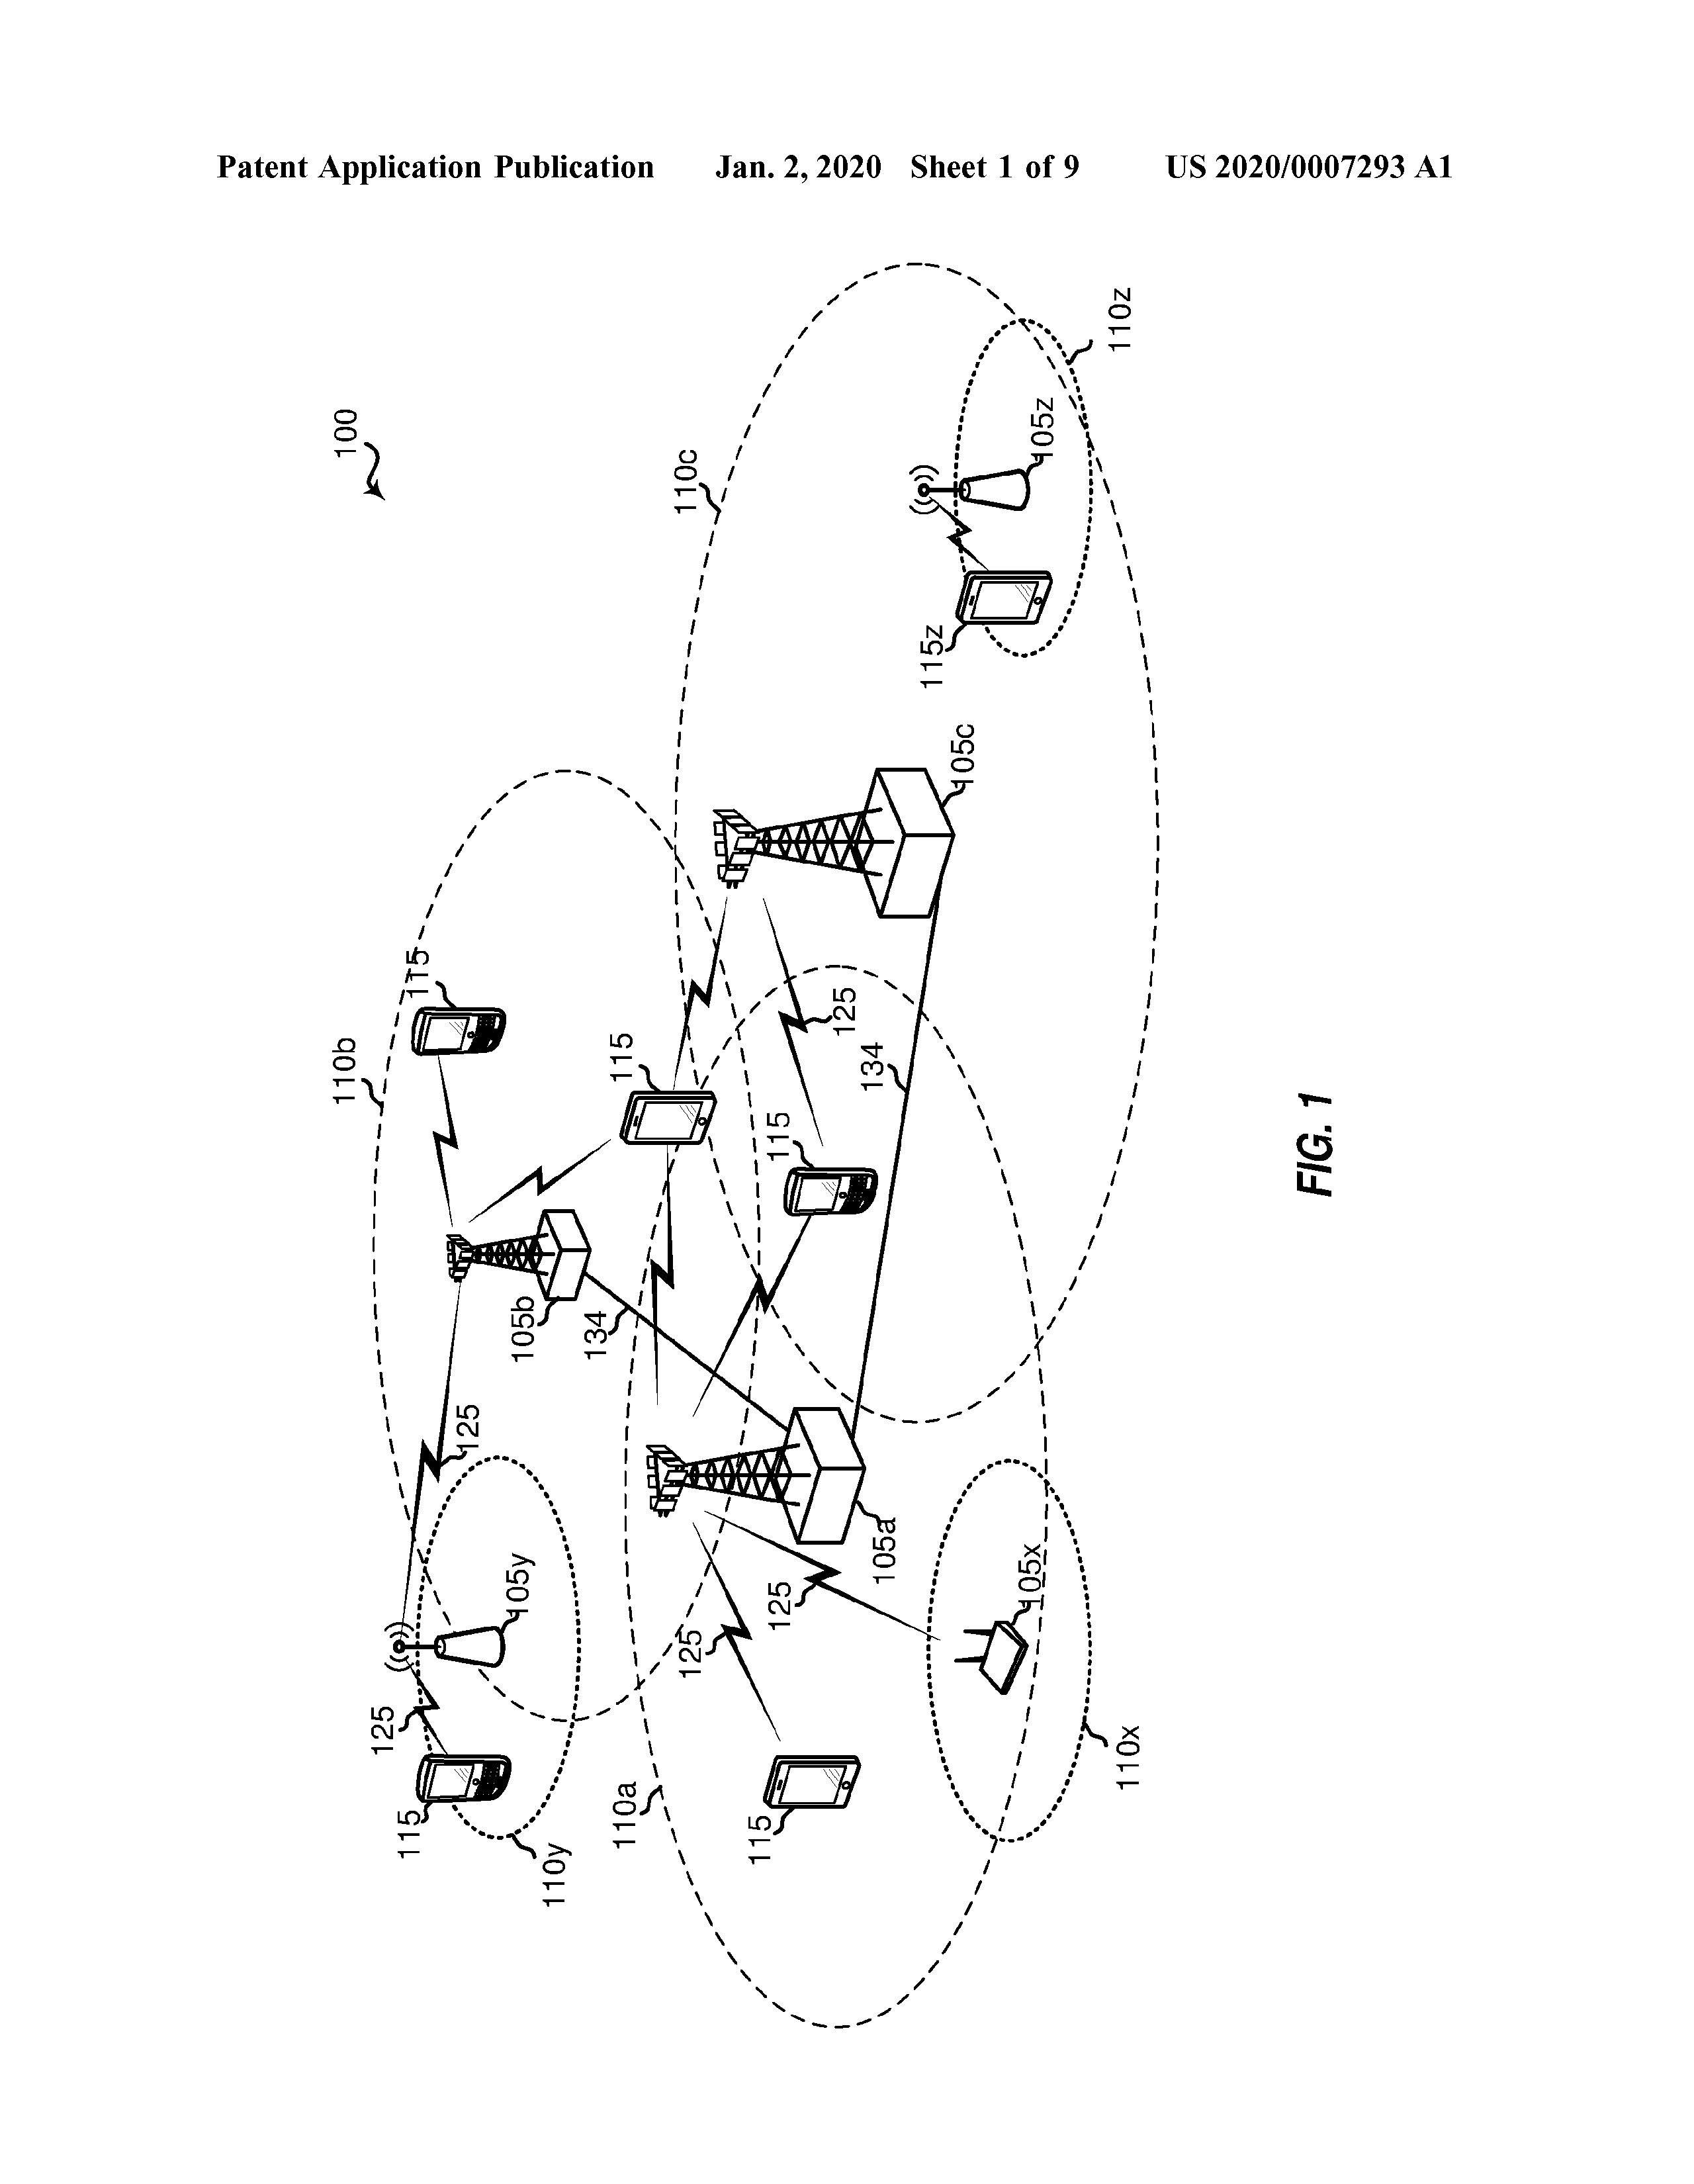 Patent Application Publication Jan. 2, 2020 Sheet 1 of 9 US 2020/0007293 A1
100
110z
105z
110c
115z
105c
115
110b
115
125
134
115
105b
134
125
105a
105y
125
125
105x
125
115
110a
115
110x
110y
FIG. 1